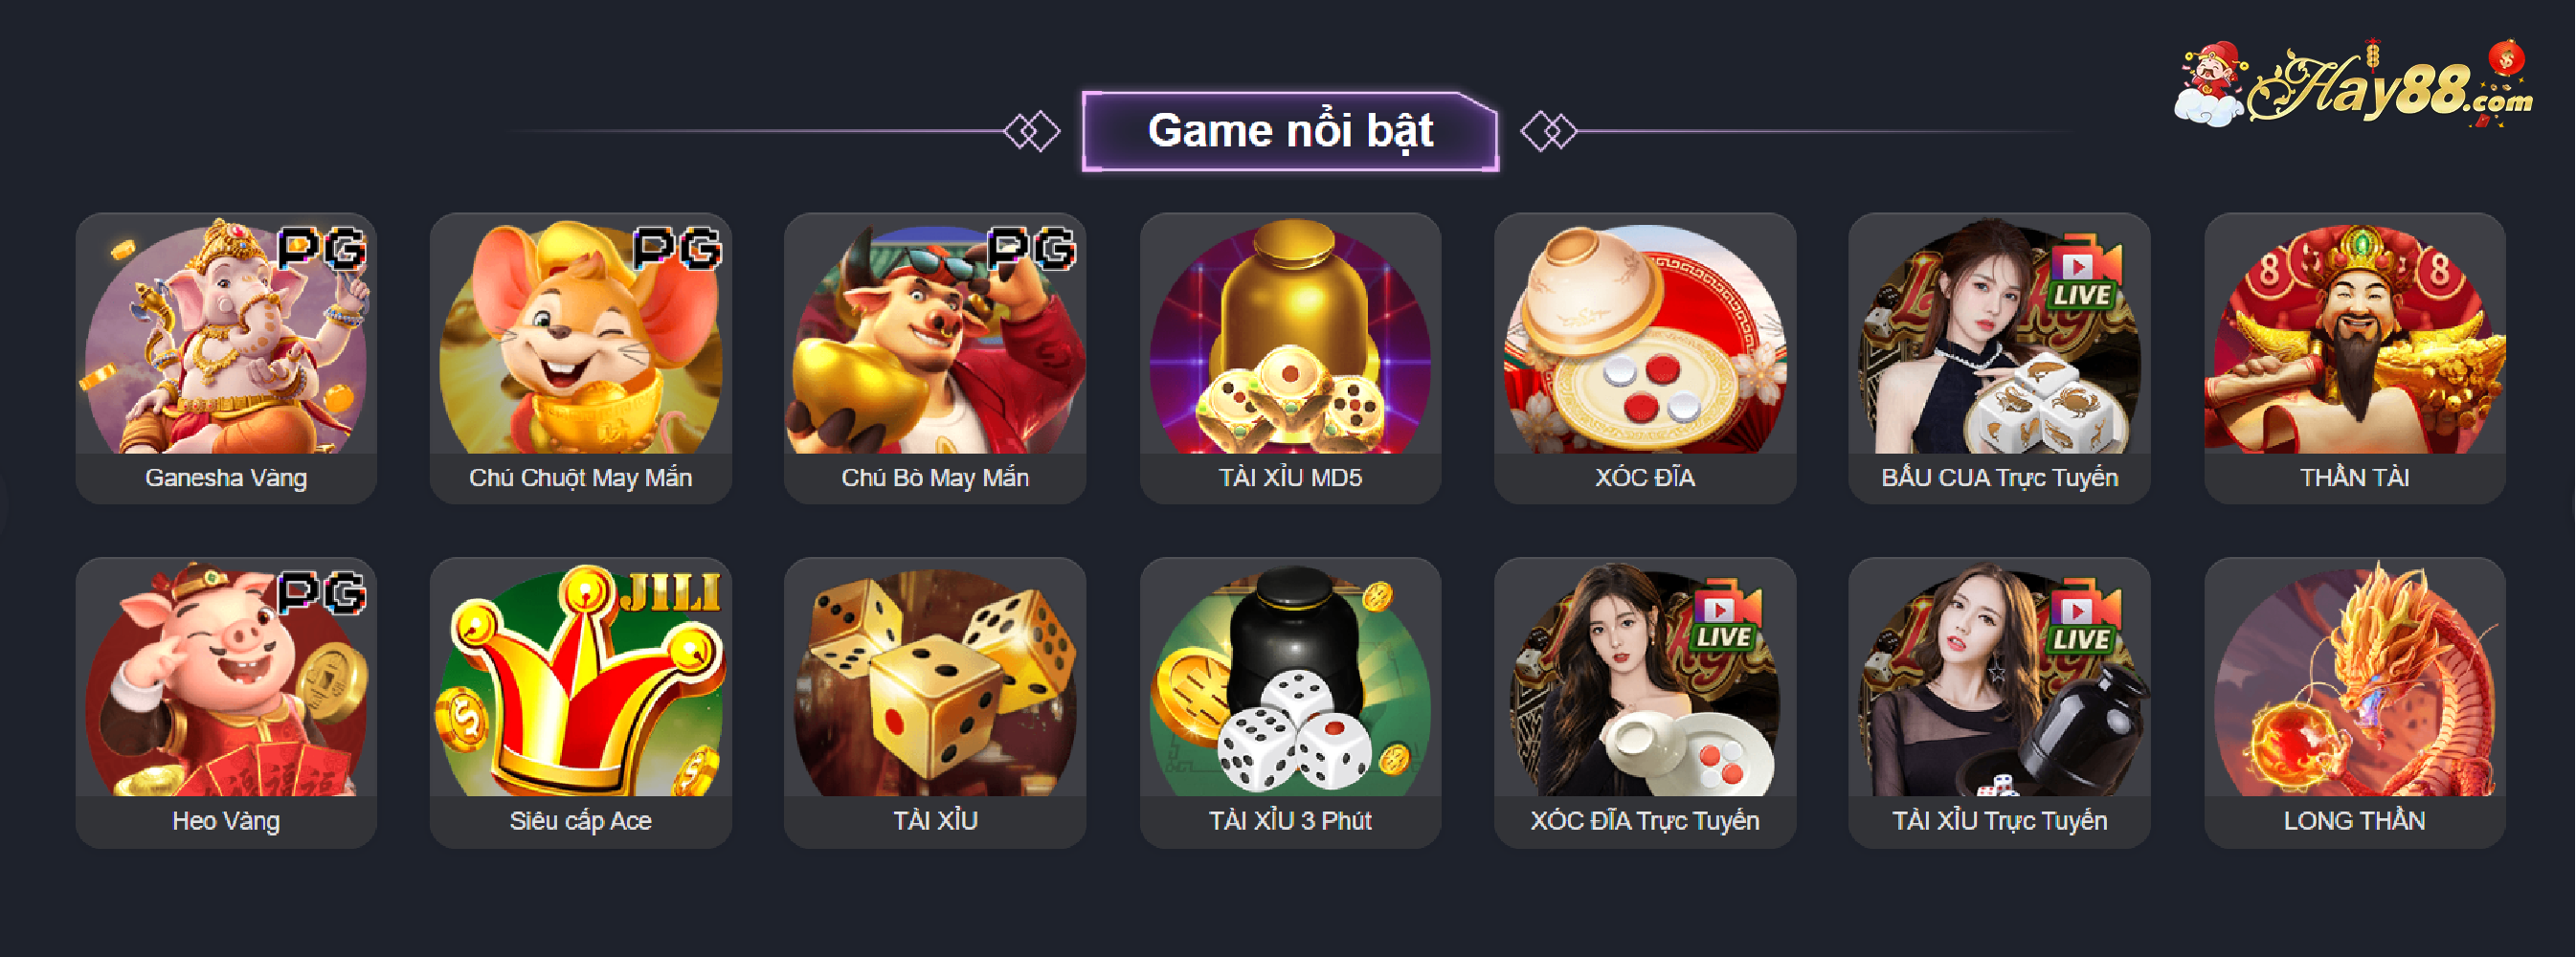 Hay88.com
Game nổi bật
PG
PG
PG
LIVE
8 8
Ganesha Vàng
Chú Chuột May Mắn
Chú Bò May Mắn
TÀI XỈU MD5
XÓC ĐĨA
BẦU CUA Trực Tuyến
THẦN TÀI
PG
JILI
LIVE
LIVE
Heo Vàng
Siêu cấp Ace
TÀI XỈU
TÀI XỈU 3 Phút
XÓC ĐĨA Trực Tuyến
TÀI XỈU Trực Tuyến
LONG THẦN